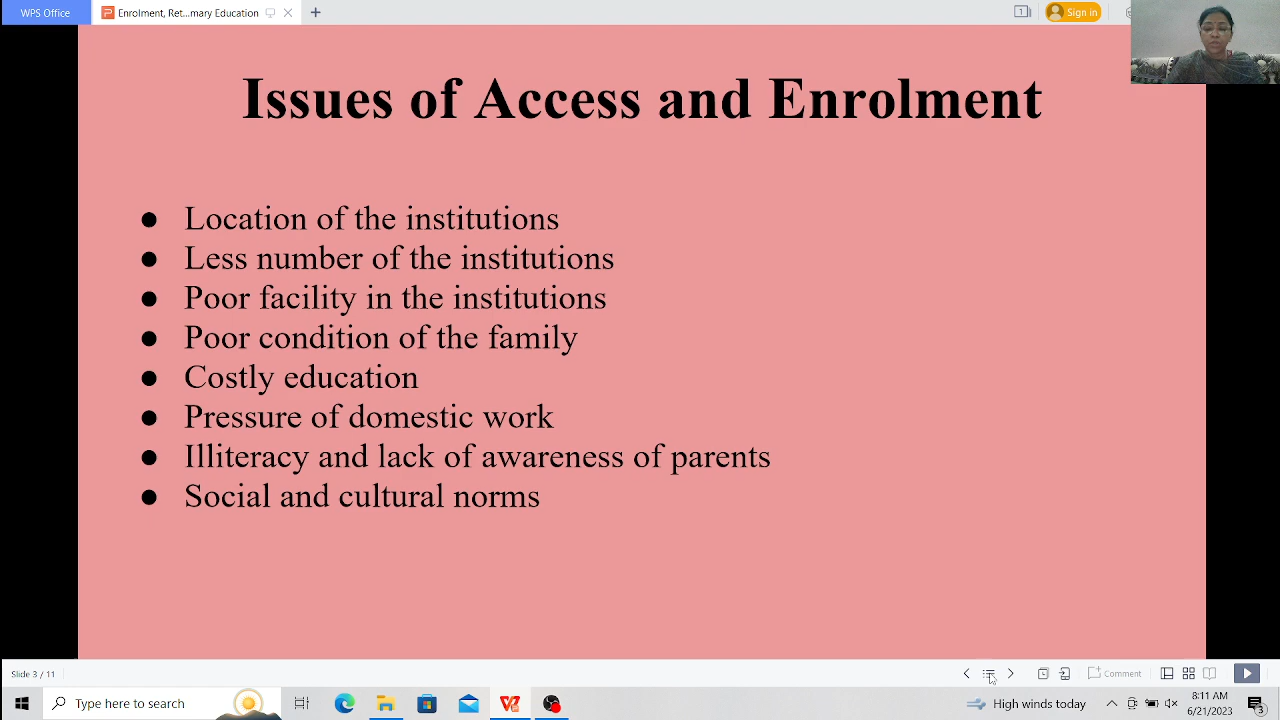 WPS Office
Enrolment, Ret...mary Education
Sign in
Issues of Access and Enrolment
● Location of the institutions
● Less number of the institutions
● Poor facility in the institutions
● Poor condition of the family
● Costly education
● Pressure of domestic work
● Illiteracy and lack of awareness of parents
● Social and cultural norms
Slide 3 / 11
Comment
Type here to search
High winds today
8:11 AM
6/21/2023
3